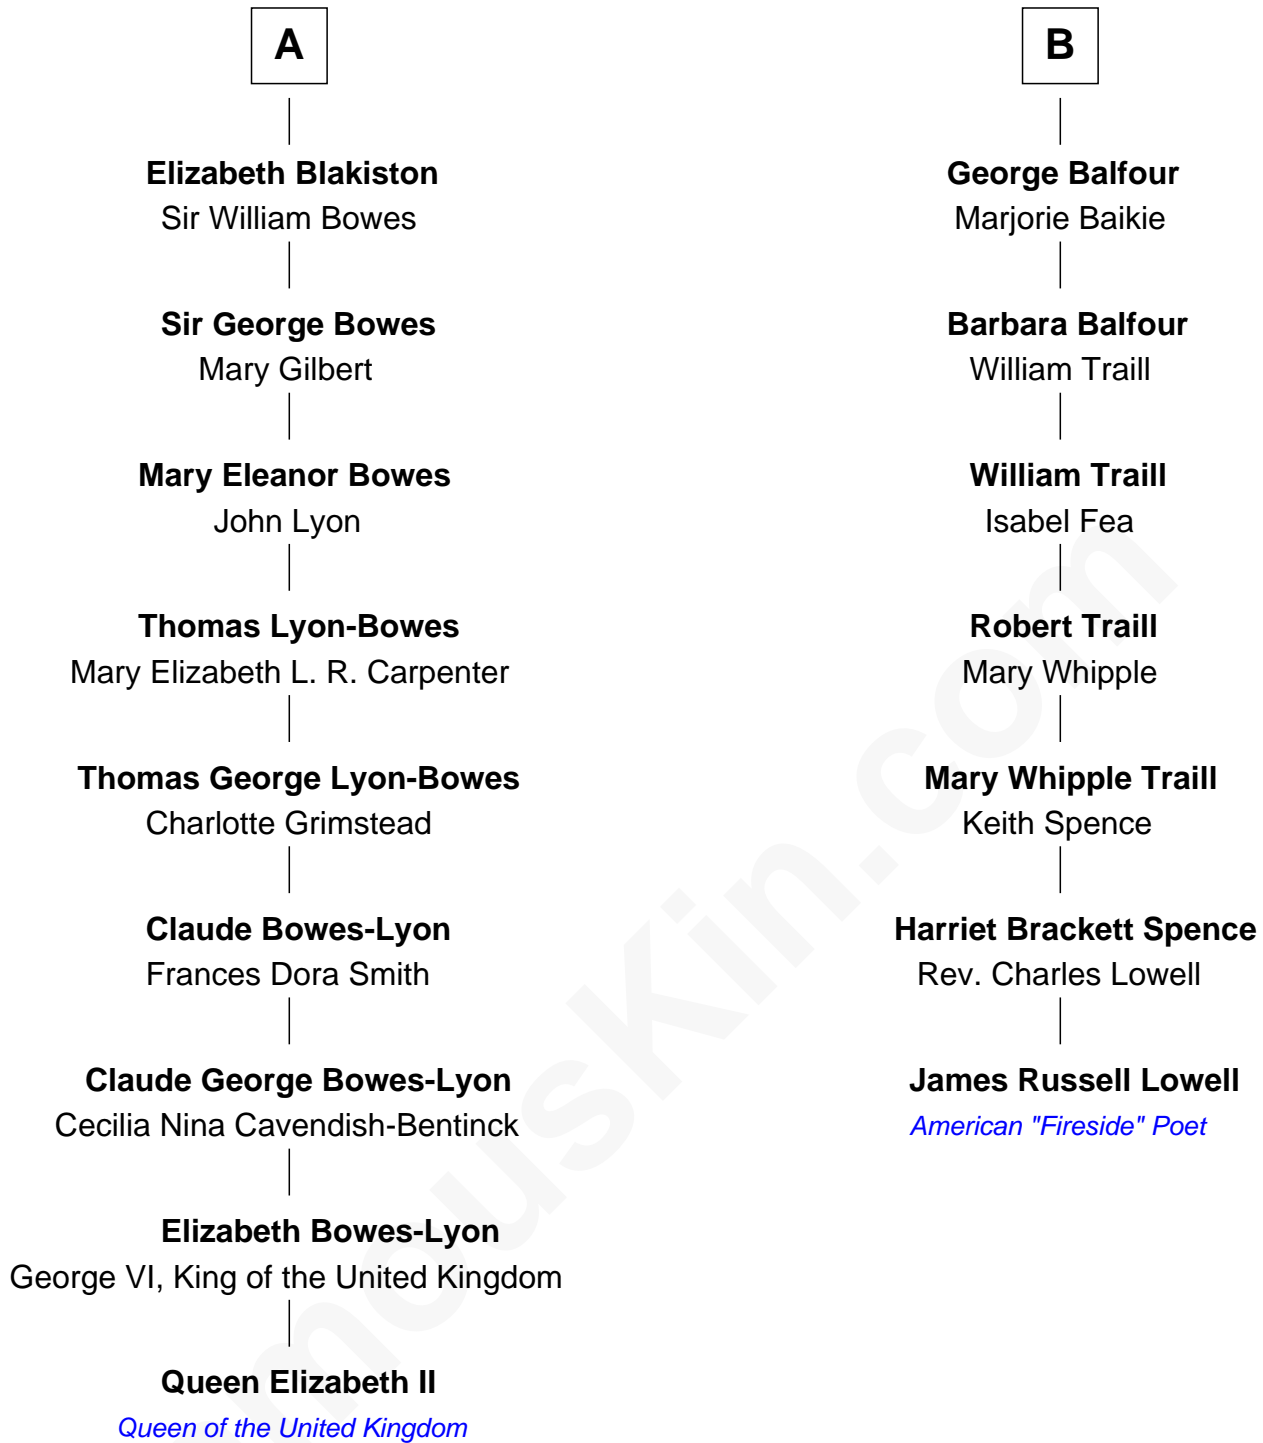 A
Elizabeth Blakiston
Sir William Bowes
Sir George Bowes
Mary Gilbert
Mary Eleanor Bowes
John Lyon
Thomas Lyon-Bowes
Mary Elizabeth L. R. Carpenter
Thomas George Lyon-Bowes
Charlotte Grimstead
Claude Bowes-Lyon
Frances Dora Smith
Claude George Bowes-Lyon
Cecilia Nina Cavendish-Bentinck
Elizabeth Bowes-Lyon
George VI, King of the United Kingdom
Queen Elizabeth II
Queen of the United Kingdom
B
George Balfour
Marjorie Baikie
Barbara Balfour
William Traill
William Traill
Isabel Fea
Robert Traill
Mary Whipple
Mary Whipple Traill
Keith Spence
Harriet Brackett Spence
Rev. Charles Lowell
James Russell Lowell
American "Fireside" Poet
mousKin.com